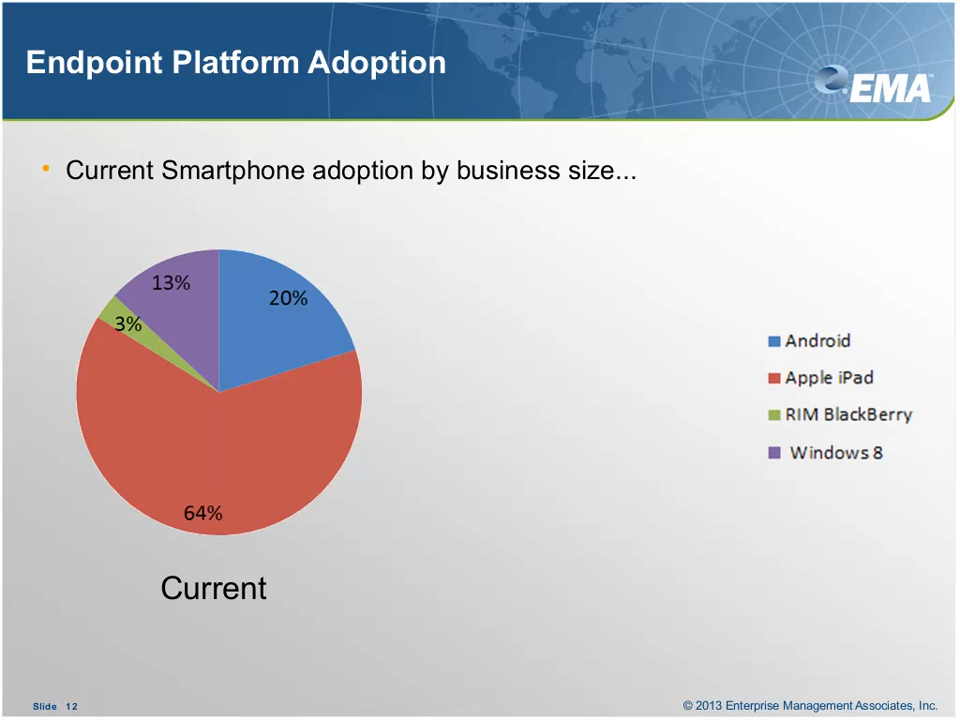 Endpoint Platform Adoption
EMA™
• Current Smartphone adoption by business size...
13%
20%
3%
64%
Android
Apple iPad
RIM BlackBerry
Windows 8
Current
Slide 12
© 2013 Enterprise Management Associates, Inc.